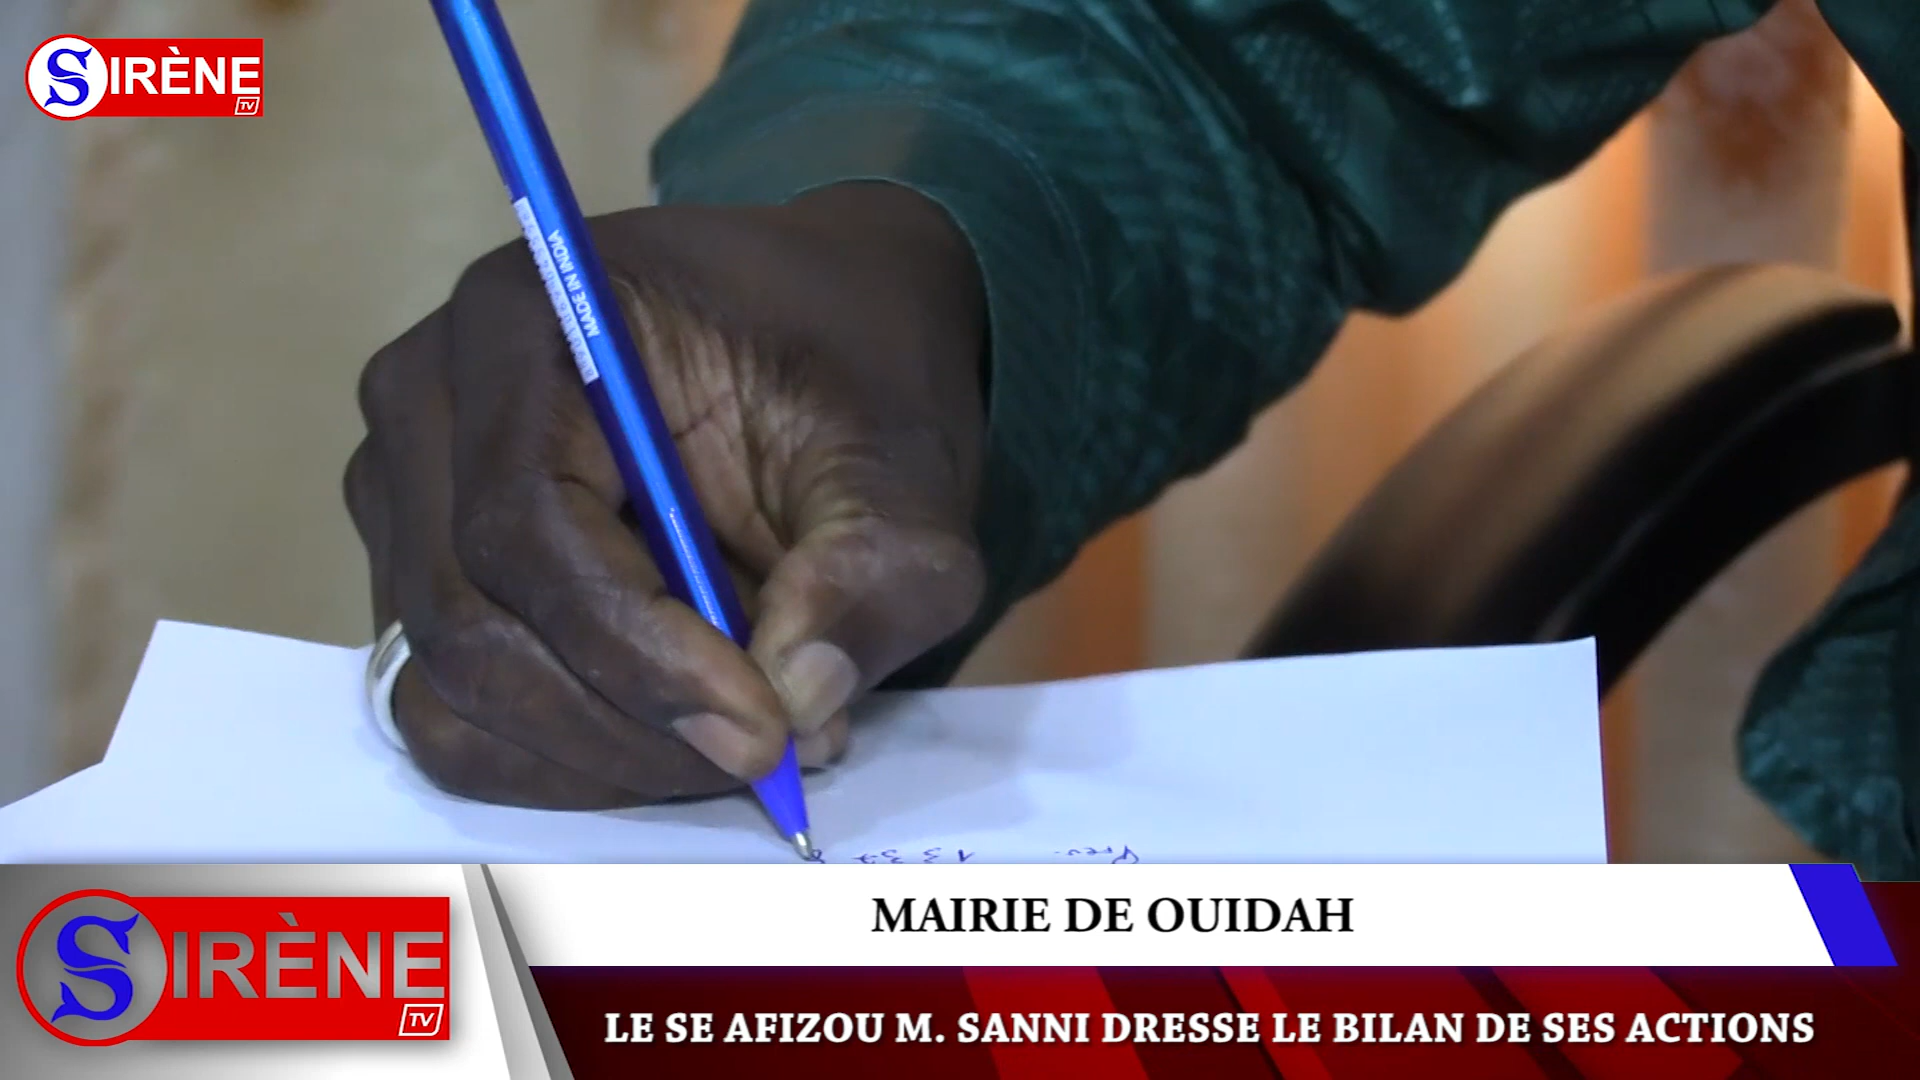 SIRÈNE
TV
MADE IN INDIA
SIRÈNE
TV
MAIRIE DE OUIDAH
LE SE AFIZOU M. SANNI DRESSE LE BILAN DE SES ACTIONS